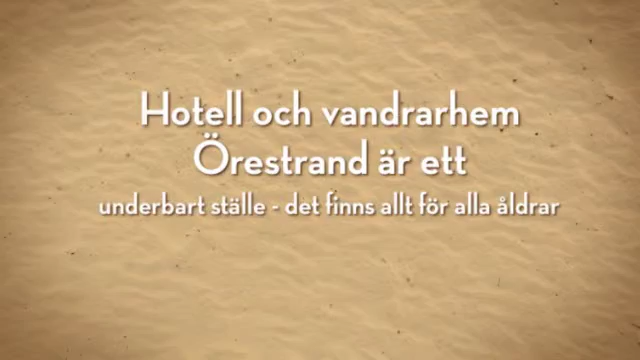 Hotell och vandrarhem
Örestrand är ett
underbart ställe - det finns allt för alla åldrar